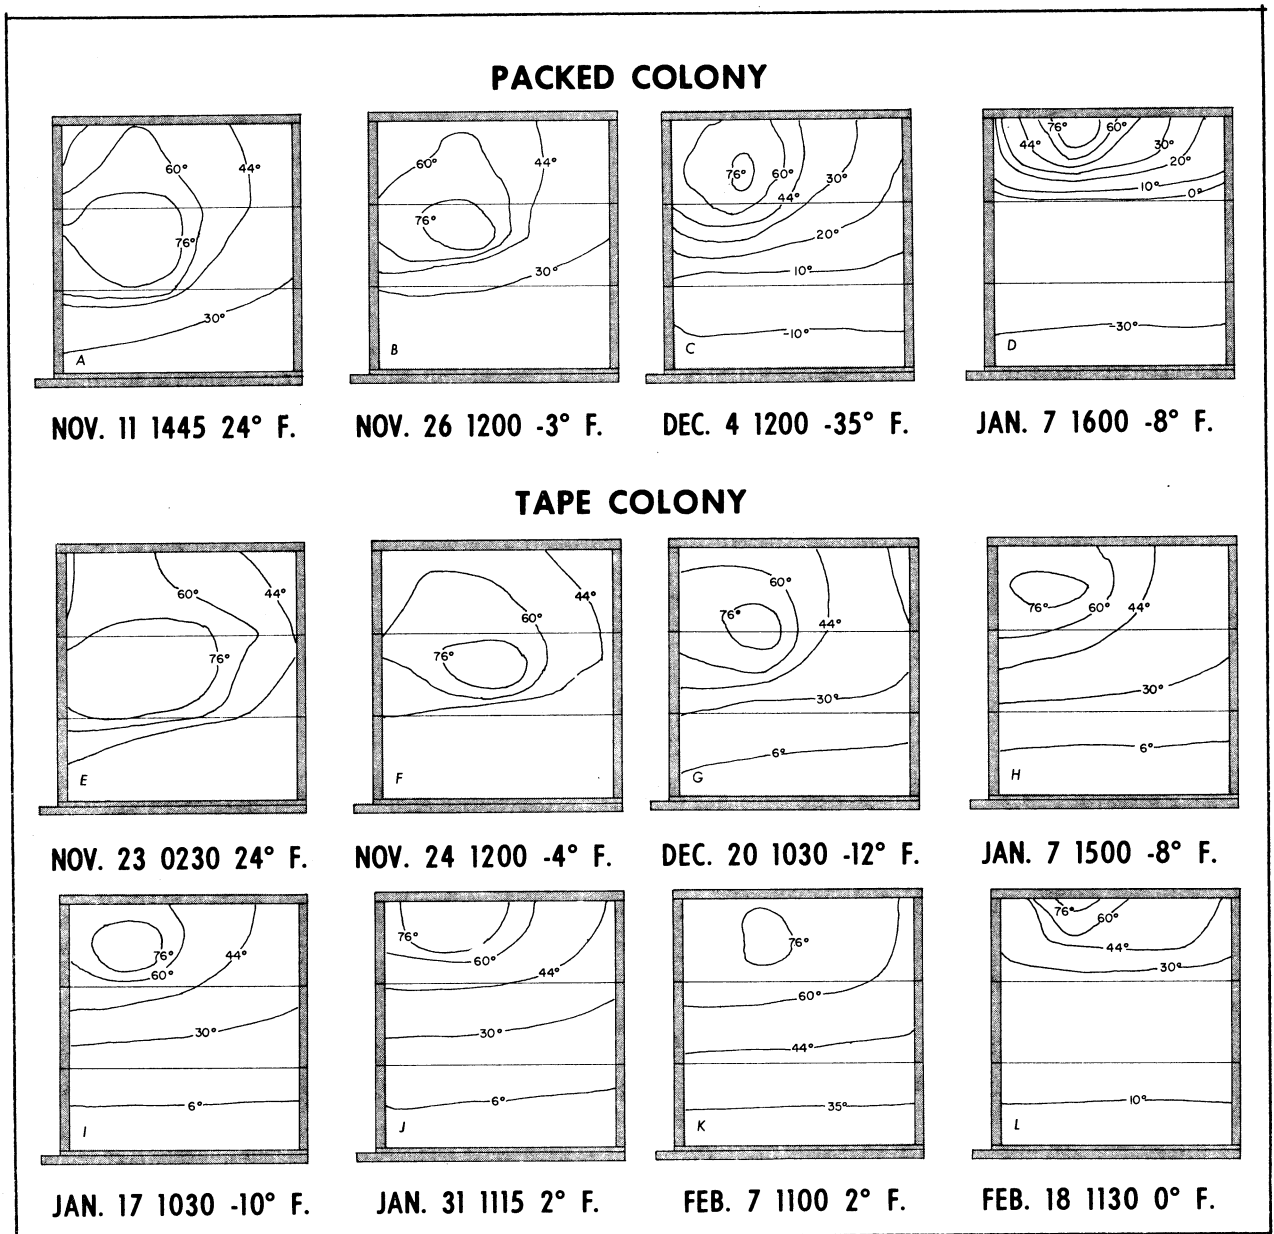 PACKED COLONY
60° 44° 76° 30° A
60° 44° 76° 30° B
76° 60° 30° 44° 20° 10° -10° C
76° 60° 44° 30° 20° 10° 0° -30° D
NOV. 11 1445 24° F.
NOV. 26 1200 -3° F.
DEC. 4 1200 -35° F.
JAN. 7 1600 -8° F.
TAPE COLONY
60° 44° 76° E
44° 60° 76° F
60° 76° 44° 30° 6° G
76° 60° 44° 30° 6° H
NOV. 23 0230 24° F.
NOV. 24 1200 -4° F.
DEC. 20 1030 -12° F.
JAN. 7 1500 -8° F.
76° 44° 60° 30° 6° I
76° 60° 44° 30° 6° J
76° 60° 44° 35° K
76° 60° 44° 30° 10° L
JAN. 17 1030 -10° F.
JAN. 31 1115 2° F.
FEB. 7 1100 2° F.
FEB. 18 1130 0° F.